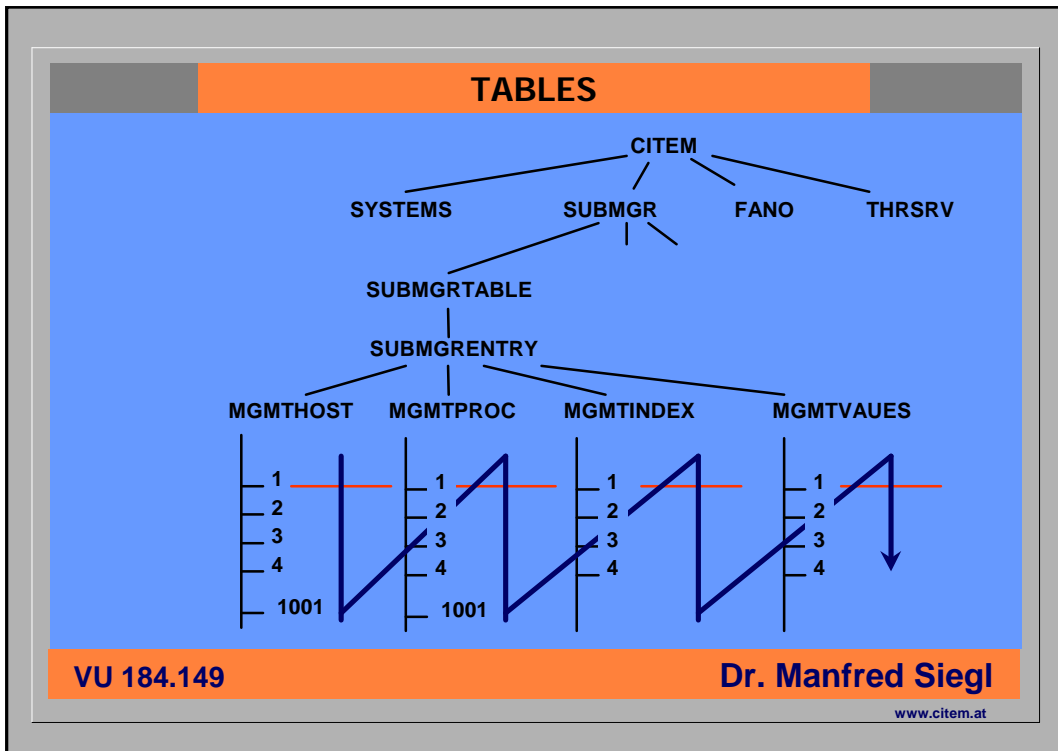 TABLES
CITEM
SYSTEMS SUBMGR FANO THRSRV
SUBMGRTABLE
SUBMGRENTRY
MGMTHOST MGMTPROC MGMTINDEX MGMTVAUES
1 1 1 1
2 2 2 2
3 3 3 3
4 4 4 4
1001 1001
VU 184.149 Dr. Manfred Siegl
www.citem.at